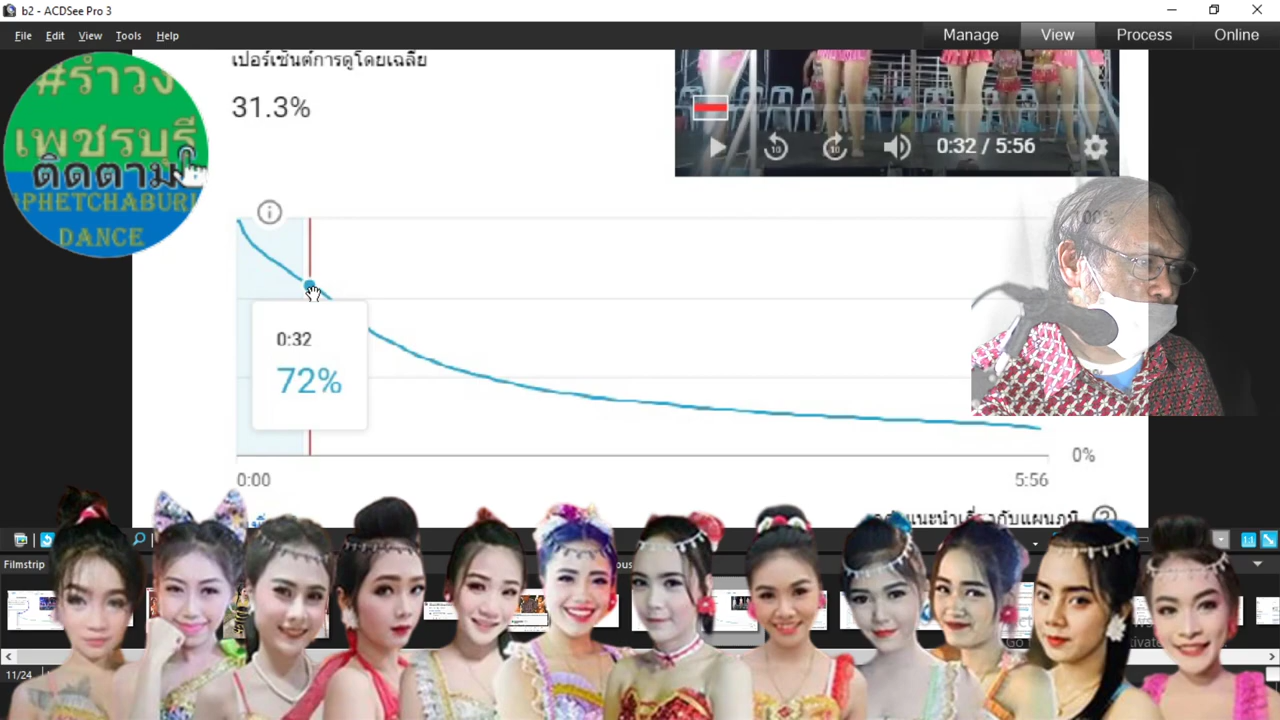 b2 - ACDSee Pro 3
File Edit View Tools Help
Manage View Process Online
#รำวง
เพชรบุรี
ติดตาม
PHETCHABURI
DANCE
เปอร์เซ็นต์การดูโดยเฉลี่ย
31.3%
10 10 0:32 / 5:56
100%
0:32
72%
0%
0:00 5:56
Filmstrip
11/24